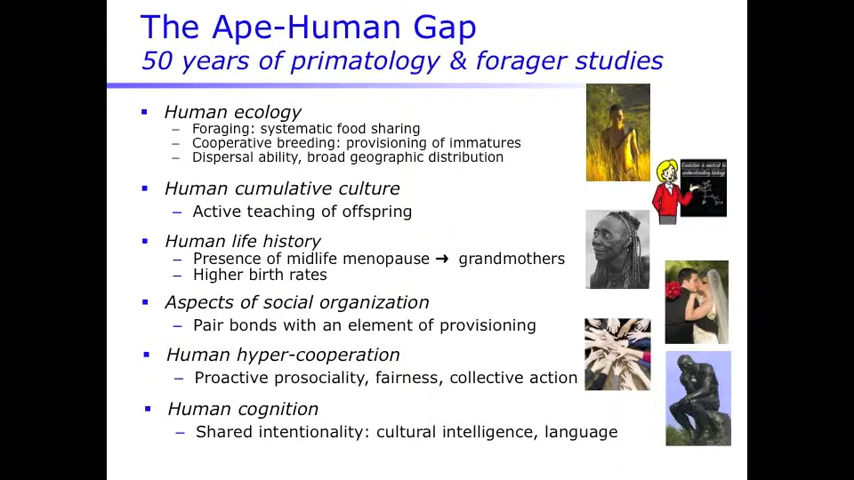 The Ape-Human Gap
50 years of primatology & forager studies
▪ Human ecology
– Foraging: systematic food sharing
– Cooperative breeding: provisioning of immatures
– Dispersal ability, broad geographic distribution
▪ Human cumulative culture
– Active teaching of offspring
▪ Human life history
– Presence of midlife menopause ➜ grandmothers
– Higher birth rates
▪ Aspects of social organization
– Pair bonds with an element of provisioning
▪ Human hyper-cooperation
– Proactive prosociality, fairness, collective action
▪ Human cognition
– Shared intentionality: cultural intelligence, language